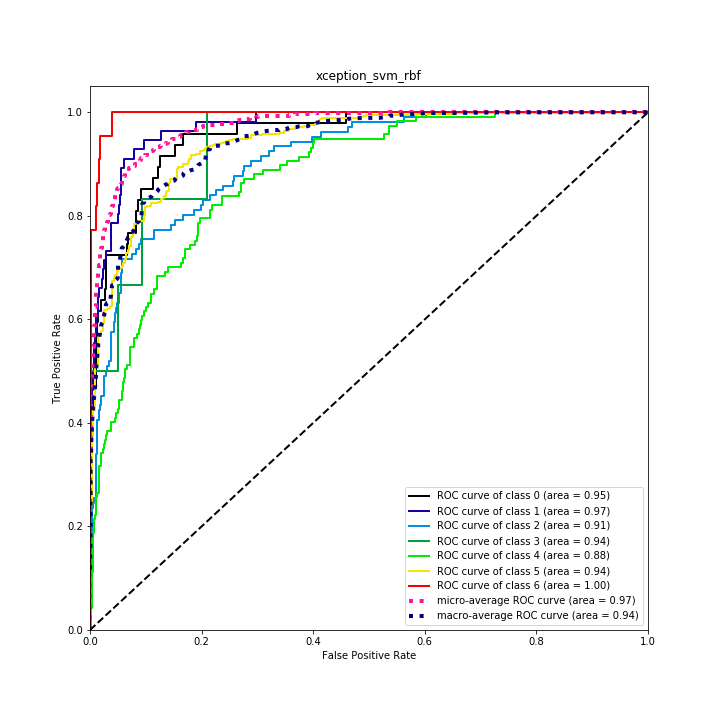 xception_svm_rbf
True Positive Rate
1.0
0.8
0.6
0.4
0.2
0.0
ROC curve of class 0 (area = 0.95)
ROC curve of class 1 (area = 0.97)
ROC curve of class 2 (area = 0.91)
ROC curve of class 3 (area = 0.94)
ROC curve of class 4 (area = 0.88)
ROC curve of class 5 (area = 0.94)
ROC curve of class 6 (area = 1.00)
micro-average ROC curve (area = 0.97)
macro-average ROC curve (area = 0.94)
0.0 0.2 0.4 0.6 0.8 1.0
False Positive Rate